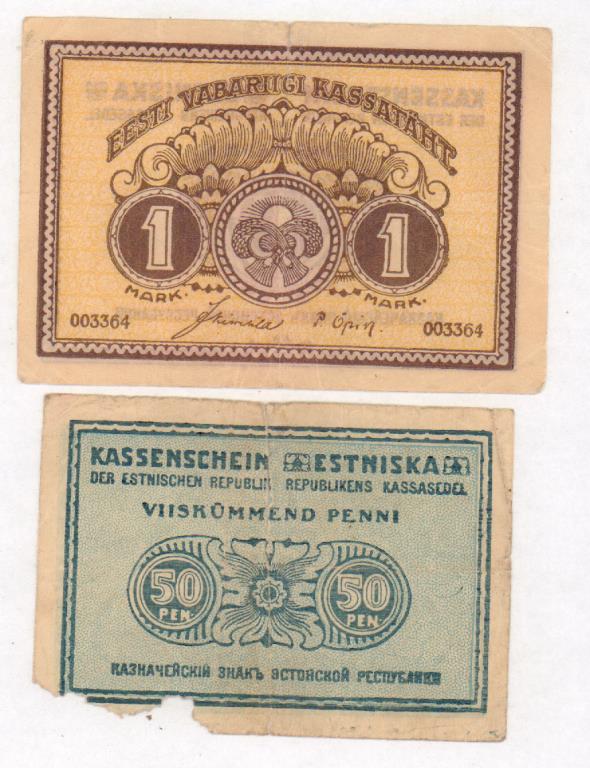 EESTI VABARIIGI KASSATÄHT.
1 1
MARK. MARK.
003364 003364
KASSENSCHEIN ESTNISKA
DER ESTNISCHEN REPUBLIK REPUBLIKENS KASSASEDEL
VIISKÜMMEND PENNI
50 50
PEN. PEN.
КАЗНАЧЕЙСКІЙ ЗНАКЪ ЭСТОНСКОЙ РЕСПУБЛИКИ